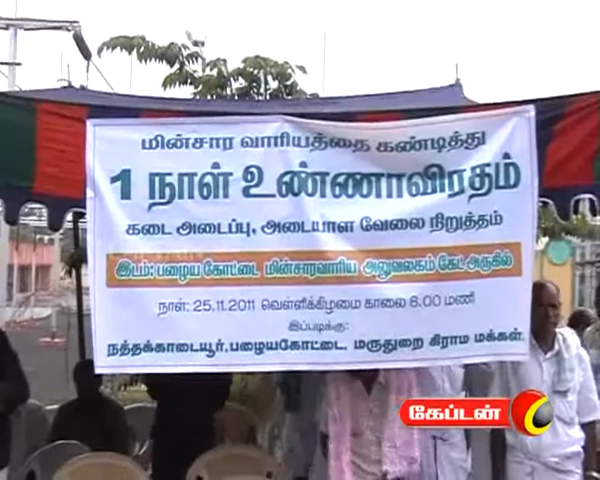 மின்சார வாரியத்தை கண்டித்து
1 நாள் உண்ணாவிரதம்
கடை அடைப்பு, அடையாள வேலை நிறுத்தம்
இடம்: பழைய கோட்டை மின்சாரவாரிய அலுவலகம் கேட் அருகில்
நாள்: 25.11.2011 வெள்ளிக்கிழமை காலை 8.00 மணி
இப்படிக்கு:
நத்தக்காடையூர், பழையகோட்டை, மருதுறை கிராம மக்கள்.
கேப்டன்